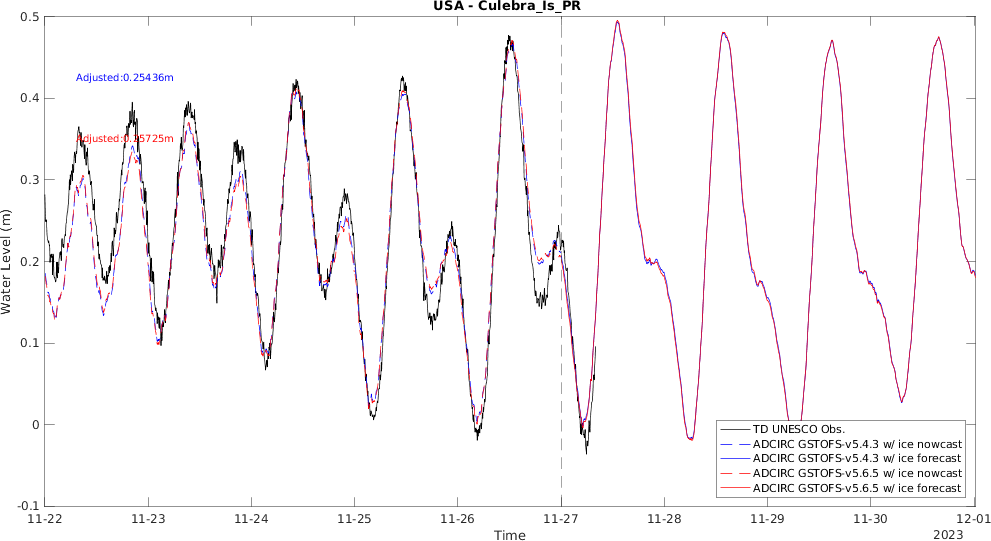 USA - Culebra_Is_PR
0.5
0.4
0.3
0.2
0.1
0
-0.1
Water Level (m)
Adjusted:0.25436m
Adjusted:0.25725m
TD UNESCO Obs.
ADCIRC GSTOFS-v5.4.3 w/ ice nowcast
ADCIRC GSTOFS-v5.4.3 w/ ice forecast
ADCIRC GSTOFS-v5.6.5 w/ ice nowcast
ADCIRC GSTOFS-v5.6.5 w/ ice forecast
11-22 11-23 11-24 11-25 11-26 11-27 11-28 11-29 11-30 12-01
Time
2023